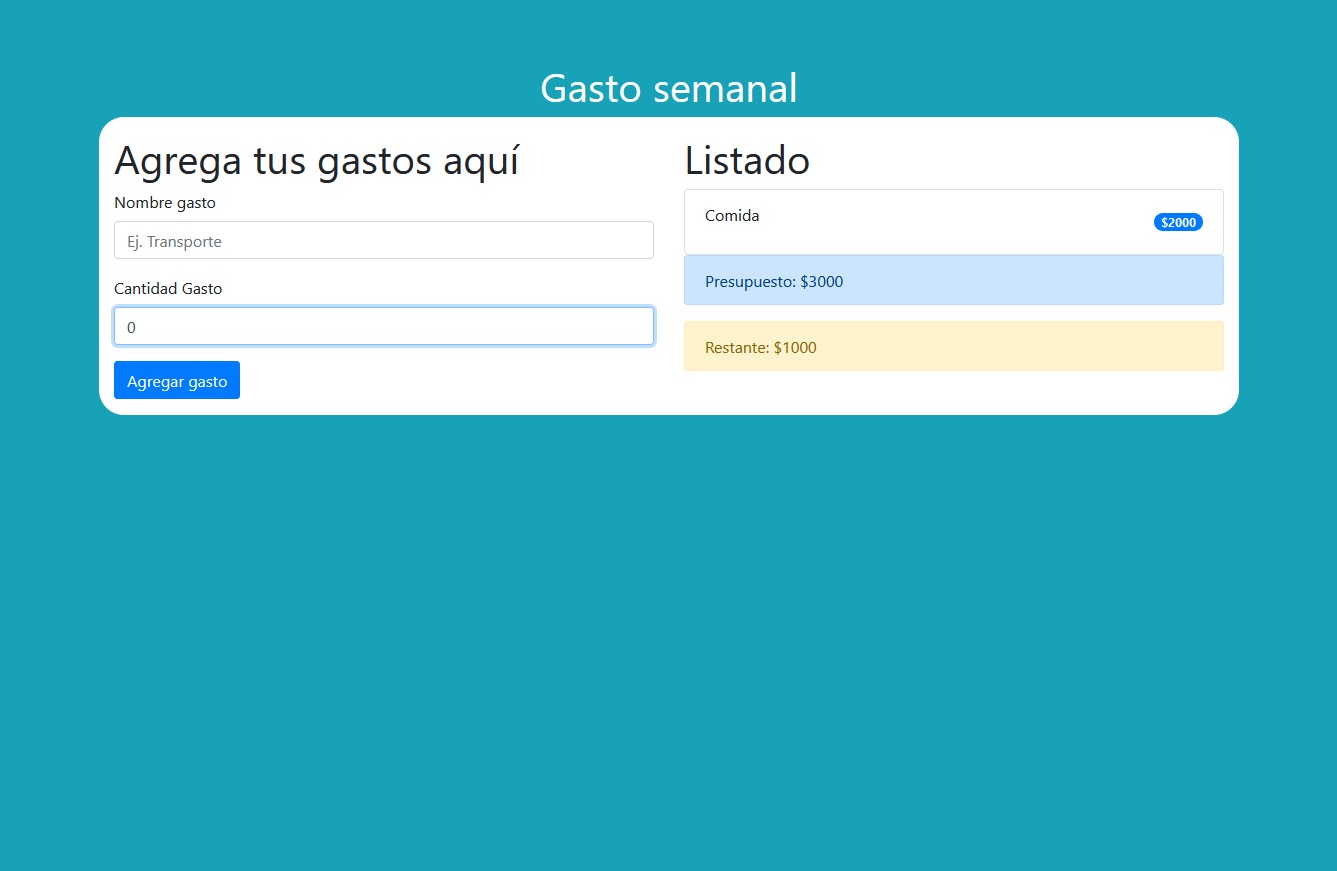 Gasto semanal
Agrega tus gastos aquí
Nombre gasto
Ej. Transporte
Cantidad Gasto
0
Agregar gasto
Listado
Comida $2000
Presupuesto: $3000
Restante: $1000